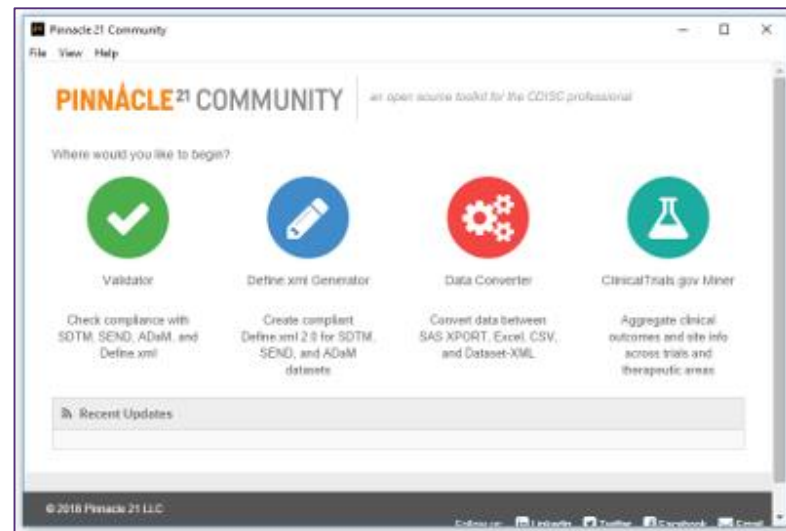 Pinnacle 21 Community
File View Help
PINNACLE 21 COMMUNITY
an open source toolkit for the CDISC professional
Where would you like to begin?
Validator
Check compliance with
SDTM, SEND, ADaM, and
Define.xml
Define.xml Generator
Create compliant
Define.xml 2.0 for SDTM,
SEND, and ADaM
datasets
Data Converter
Convert data between
SAS XPORT, Excel, CSV,
and Dataset-XML
ClinicalTrials.gov Miner
Aggregate clinical
outcomes and site info
across trials and
therapeutic areas
Recent Updates
© 2018 Pinnacle 21 LLC
Follow us: LinkedIn Twitter Facebook Email